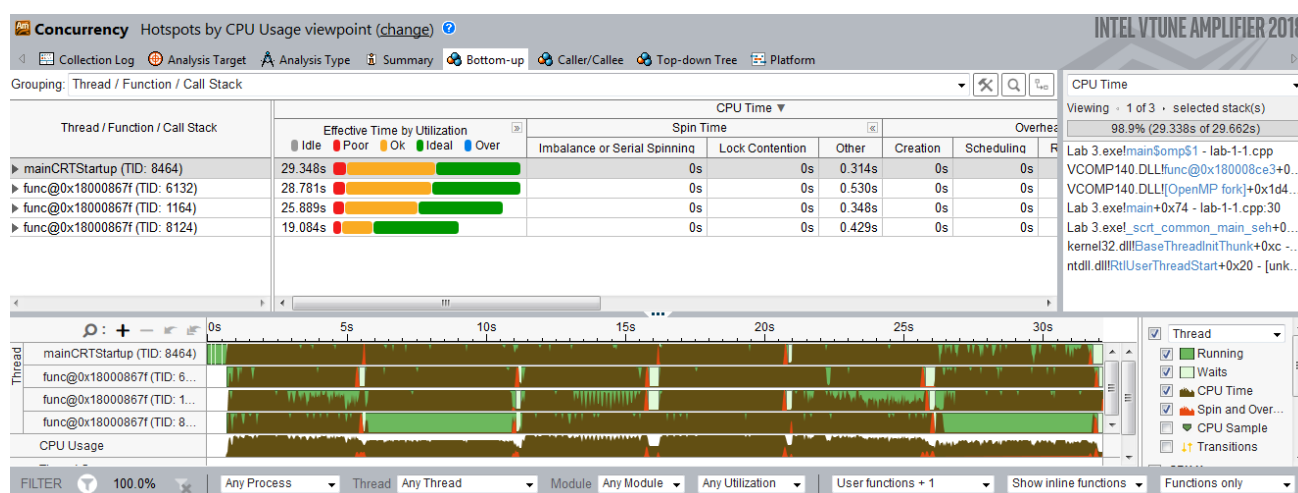 Am Concurrency Hotspots by CPU Usage viewpoint (change) ?
INTEL VTUNE AMPLIFIER 2018
Collection Log Analysis Target Analysis Type Summary Bottom-up Caller/Callee Top-down Tree Platform
Grouping: Thread / Function / Call Stack
CPU Time
Viewing 1 of 3 selected stack(s)
98.9% (29.338s of 29.662s)
Lab 3.exe!main$omp$1 - lab-1-1.cpp
VCOMP140.DLL!func@0x180008ce3+0...
VCOMP140.DLL![OpenMP fork]+0x1d4...
Lab 3.exe!main+0x74 - lab-1-1.cpp:30
Lab 3.exe!_scrt_common_main_seh+0...
kernel32.dll!BaseThreadInitThunk+0xc -...
ntdll.dll!RtlUserThreadStart+0x20 - [unk...
Thread / Function / Call Stack
CPU Time
Effective Time by Utilization
Idle Poor Ok Ideal Over
Spin Time
Overhea
Imbalance or Serial Spinning Lock Contention Other Creation Scheduling R
mainCRTStartup (TID: 8464) 29.348s 0s 0s 0.314s 0s 0s
func@0x18000867f (TID: 6132) 28.781s 0s 0s 0.530s 0s 0s
func@0x18000867f (TID: 1164) 25.889s 0s 0s 0.348s 0s 0s
func@0x18000867f (TID: 8124) 19.084s 0s 0s 0.429s 0s 0s
0s 5s 10s 15s 20s 25s 30s
Thread
mainCRTStartup (TID: 8464)
func@0x18000867f (TID: 6...
func@0x18000867f (TID: 1...
func@0x18000867f (TID: 8...
CPU Usage
Thread
Running
Waits
CPU Time
Spin and Over...
CPU Sample
Transitions
FILTER 100.0% Any Process Thread Any Thread Module Any Module Any Utilization User functions + 1 Show inline functions Functions only